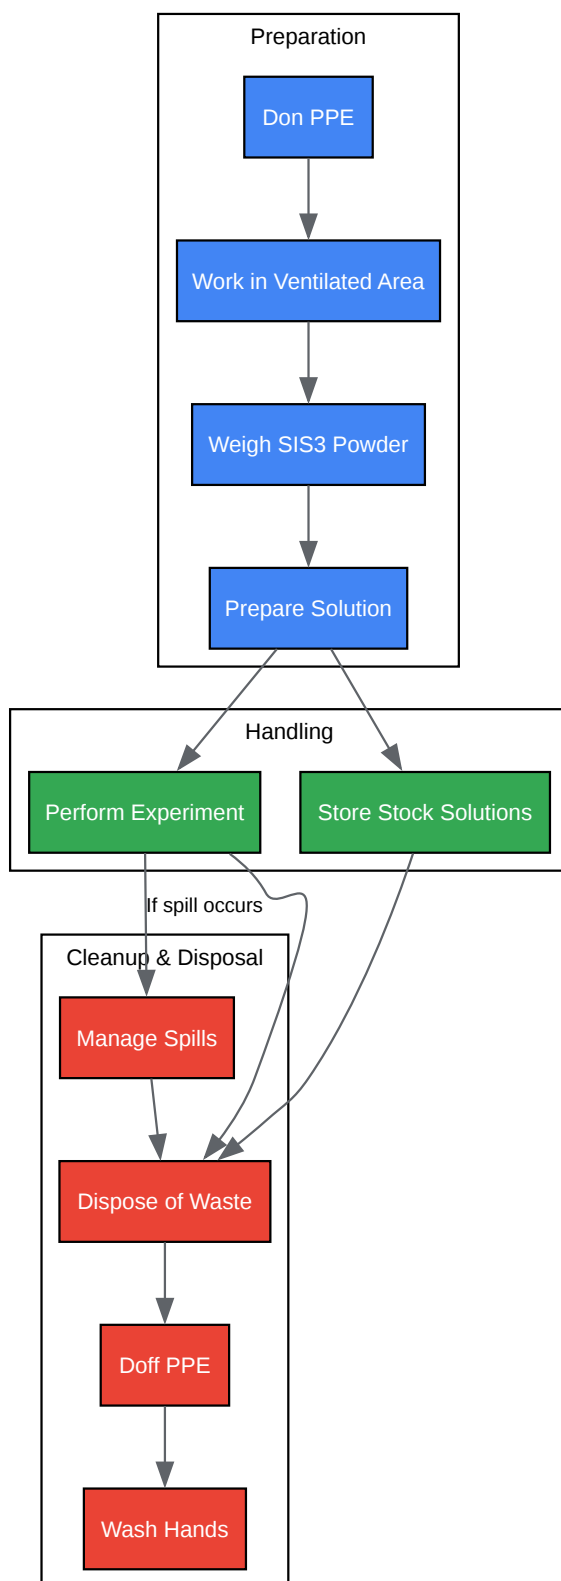 Preparation
Don PPE
Work in Ventilated Area
Weigh SIS3 Powder
Prepare Solution
Handling
Perform Experiment
Store Stock Solutions
If spill occurs
Cleanup & Disposal
Manage Spills
Dispose of Waste
Doff PPE
Wash Hands